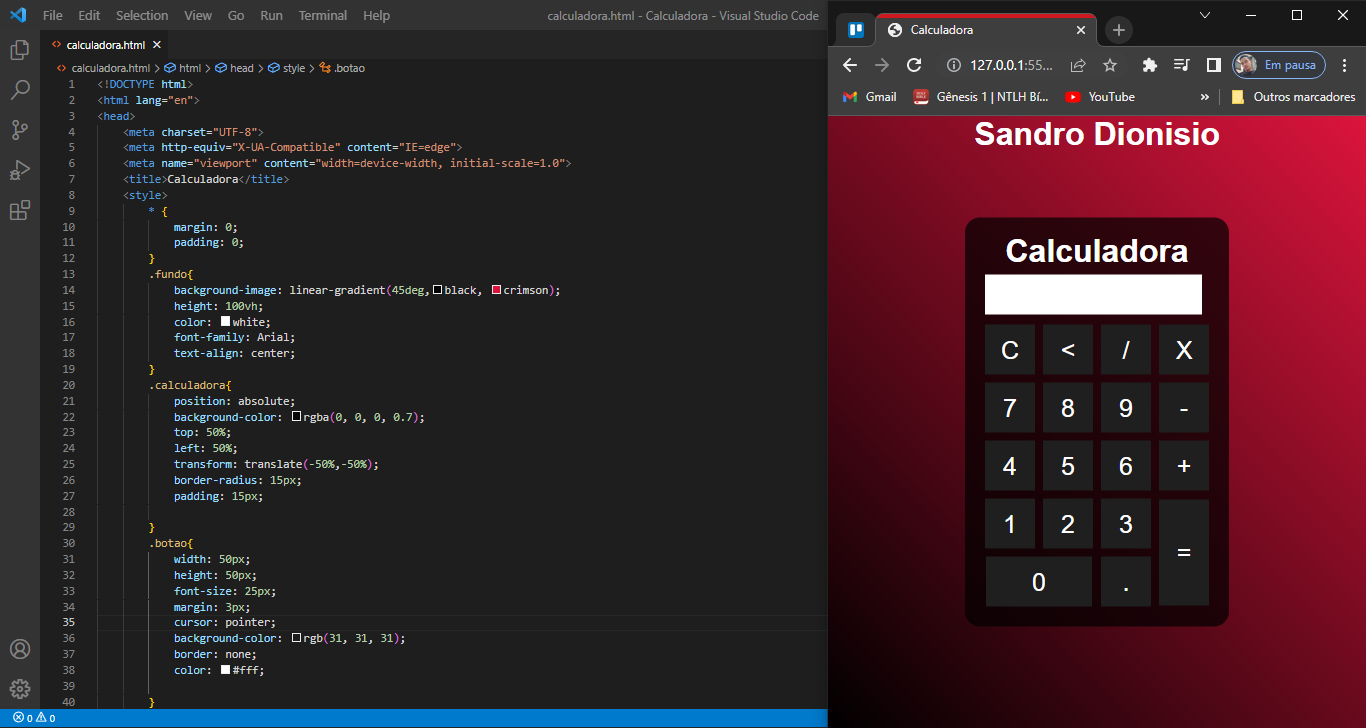 File Edit Selection View Go Run Terminal Help calculadora.html - Calculadora - Visual Studio Code
calculadora.html
calculadora.html > html > head > style > .botao
1 <!DOCTYPE html>
2 <html lang="en">
3 <head>
4 <meta charset="UTF-8">
5 <meta http-equiv="X-UA-Compatible" content="IE=edge">
6 <meta name="viewport" content="width=device-width, initial-scale=1.0">
7 <title>Calculadora</title>
8 <style>
9 * {
10 margin: 0;
11 padding: 0;
12 }
13 .fundo{
14 background-image: linear-gradient(45deg,black, crimson);
15 height: 100vh;
16 color: white;
17 font-family: Arial;
18 text-align: center;
19 }
20 .calculadora{
21 position: absolute;
22 background-color: rgba(0, 0, 0, 0.7);
23 top: 50%;
24 left: 50%;
25 transform: translate(-50%,-50%);
26 border-radius: 15px;
27 padding: 15px;
28
29 }
30 .botao{
31 width: 50px;
32 height: 50px;
33 font-size: 25px;
34 margin: 3px;
35 cursor: pointer;
36 background-color: rgb(31, 31, 31);
37 border: none;
38 color: #fff;
39
40 }
0 0
Calculadora
127.0.0.1:55... Em pausa
Gmail Gênesis 1 | NTLH Bí... YouTube » Outros marcadores
Sandro Dionisio
Calculadora
C < / X
7 8 9 -
4 5 6 +
1 2 3
=
0 .